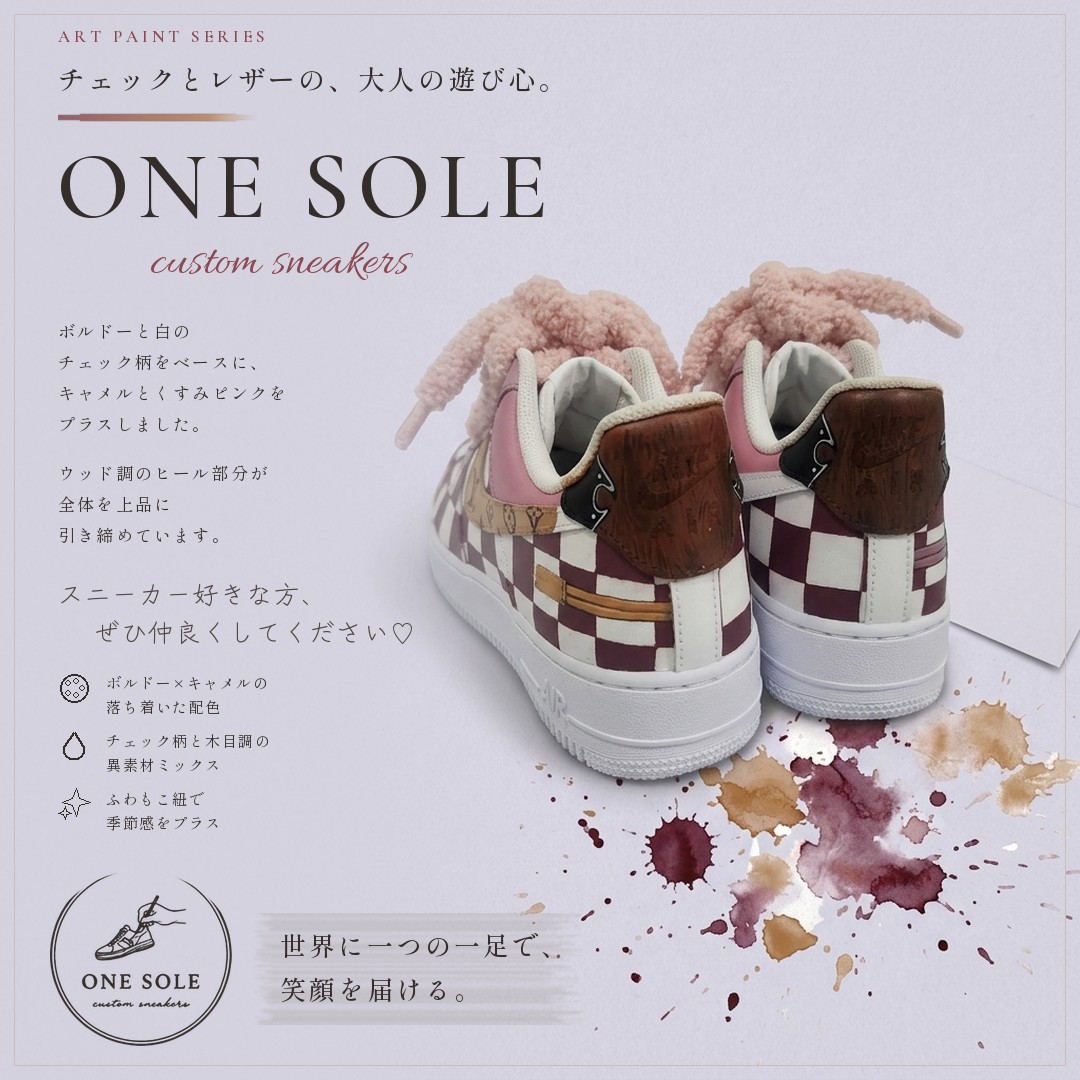 ART PAINT SERIES
チェックとレザーの、大人の遊び心。
ONE SOLE
custom sneakers
ボルドーと白の
チェック柄をベースに、
キャメルとくすみピンクを
プラスしました。
ウッド調のヒール部分が
全体を上品に
引き締めています。
スニーカー好きな方、
ぜひ仲良くしてください♡
ボルドー×キャメルの
落ち着いた配色
チェック柄と木目調の
異素材ミックス
ふわもこ紐で
季節感をプラス
ONE SOLE
custom sneakers
世界に一つの一足で、
笑顔を届ける。
AIR
AIR
AIR